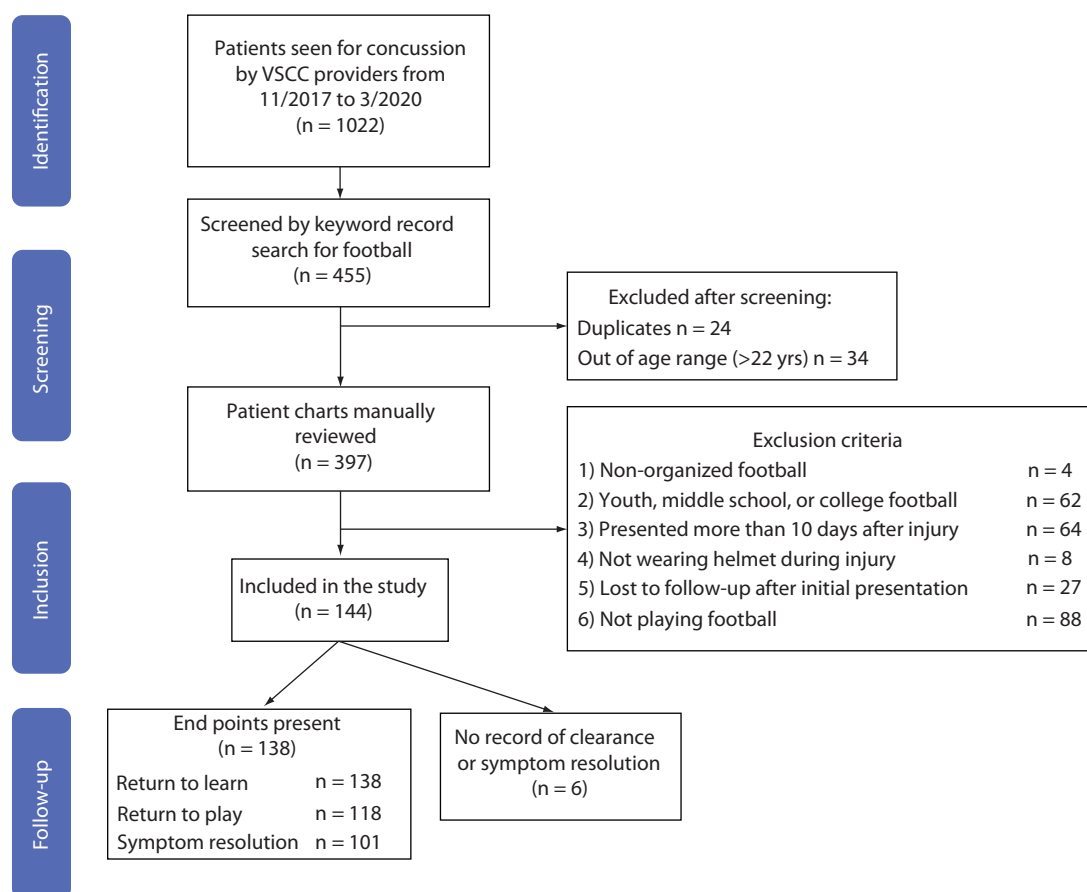 Identification
Patients seen for concussion
by VSCC providers from
11/2017 to 3/2020
(n = 1022)
Screened by keyword record
search for football
(n = 455)
Screening
Excluded after screening:
Duplicates n = 24
Out of age range (>22 yrs) n = 34
Patient charts manually
reviewed
(n = 397)
Exclusion criteria
1) Non-organized football n = 4
2) Youth, middle school, or college football n = 62
3) Presented more than 10 days after injury n = 64
4) Not wearing helmet during injury n = 8
5) Lost to follow-up after initial presentation n = 27
6) Not playing football n = 88
Inclusion
Included in the study
(n = 144)
Follow-up
End points present
(n = 138)
Return to learn n = 138
Return to play n = 118
Symptom resolution n = 101
No record of clearance
or symptom resolution
(n = 6)